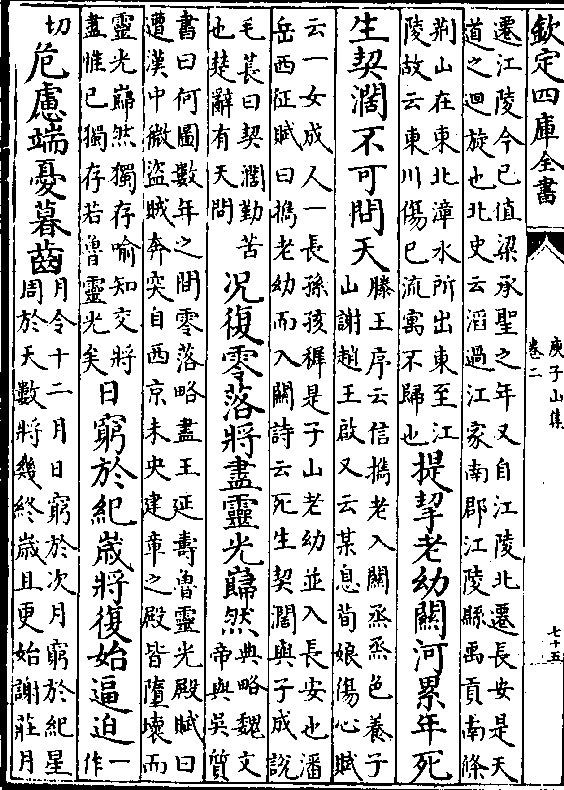 欽定四庫全書
庾子山集
卷二
七十五
遷江陵今已值梁承聖之年又自江陵北遷長安是天
道之迴旋也北史云滔過江家南郡江陵縣禹貢南條
荆山在東北漳水所出東至江
陵故云東川傷已流寓不歸也
提挈老幼關河累年死
生契濶不可問天
滕王序云信攜老入關烝烝色養子
山謝趙王啟又云某息荀娘傷心賦
云一女成人一長孫孩穉是子山老幼並入長安也潘
岳西征賦曰攜老幼而入關詩云死生契濶與子成說
毛萇曰契濶勤苦
也楚辭有天問
况復零落將盡靈光巋然
典略魏文
帝與吳質
書曰何圖數年之間零落略盡王延壽魯靈光殿賦曰
遭漢中微盜賊奔突自西京未央建章之殿皆墮壞而
靈光巋然獨存喻知交將
盡惟已獨存若魯靈光矣
日窮於紀歲將復始逼迫
一
作
切
危慮端憂暮齒
月令十二月日窮於次月窮於紀星
周於天數將幾終歲且更始謝莊月